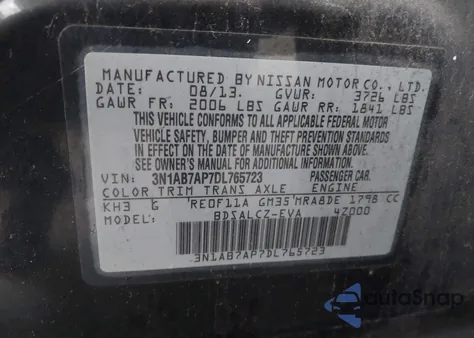 MANUFACTURED BY NISSAN MOTOR CO., LTD.
DATE: 08/13. GVWR: 3726 LBS
GAWR FR: 2006 LBS GAWR RR: 1841 LBS
THIS VEHICLE CONFORMS TO ALL APPLICABLE FEDERAL MOTOR
VEHICLE SAFETY, BUMPER AND THEFT PREVENTION STANDARDS
IN EFFECT ON THE DATE OF MANUFACTURE SHOWN ABOVE.
SEE OWNER'S MANUAL FOR ADDITIONAL INFORMATION.
VIN: 3N1AB7AP7DL765723 PASSENGER CAR.
COLOR TRIM TRANS AXLE ENGINE
KH3 G RE0F11A GM35 MRA8DE 1798 CC
MODEL: BDSALCZ-EVA 4Z000
3N1AB7AP7DL765723
autoSnap